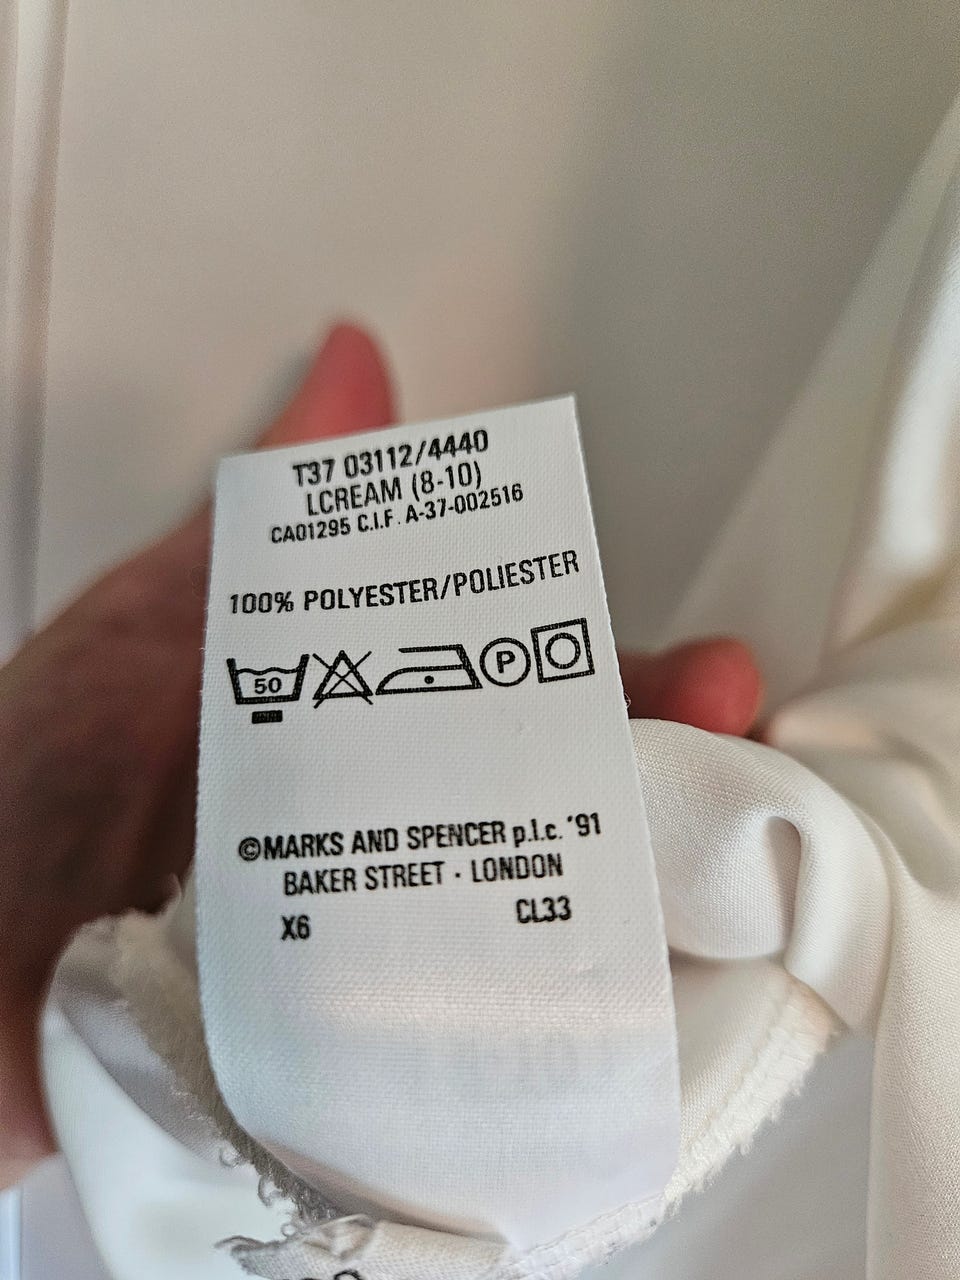 T37 03112/4440
LCREAM (8-10)
CA01295 C.I.F. A-37-002516
100% POLYESTER/POLIESTER
50
P
©MARKS AND SPENCER p.l.c. '91
BAKER STREET · LONDON
X6 CL33